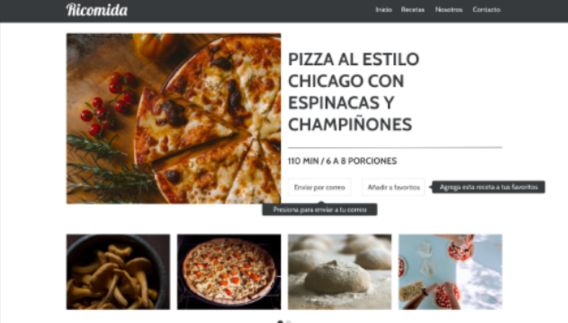 Ricomida
Inicio Recetas Nosotros Contacto
PIZZA AL ESTILO
CHICAGO CON
ESPINACAS Y
CHAMPIÑONES
110 MIN / 6 A 8 PORCIONES
Enviar por correo Añadir a favoritos Agrega esta receta a tus favoritos
Presiona para enviar a tu correo